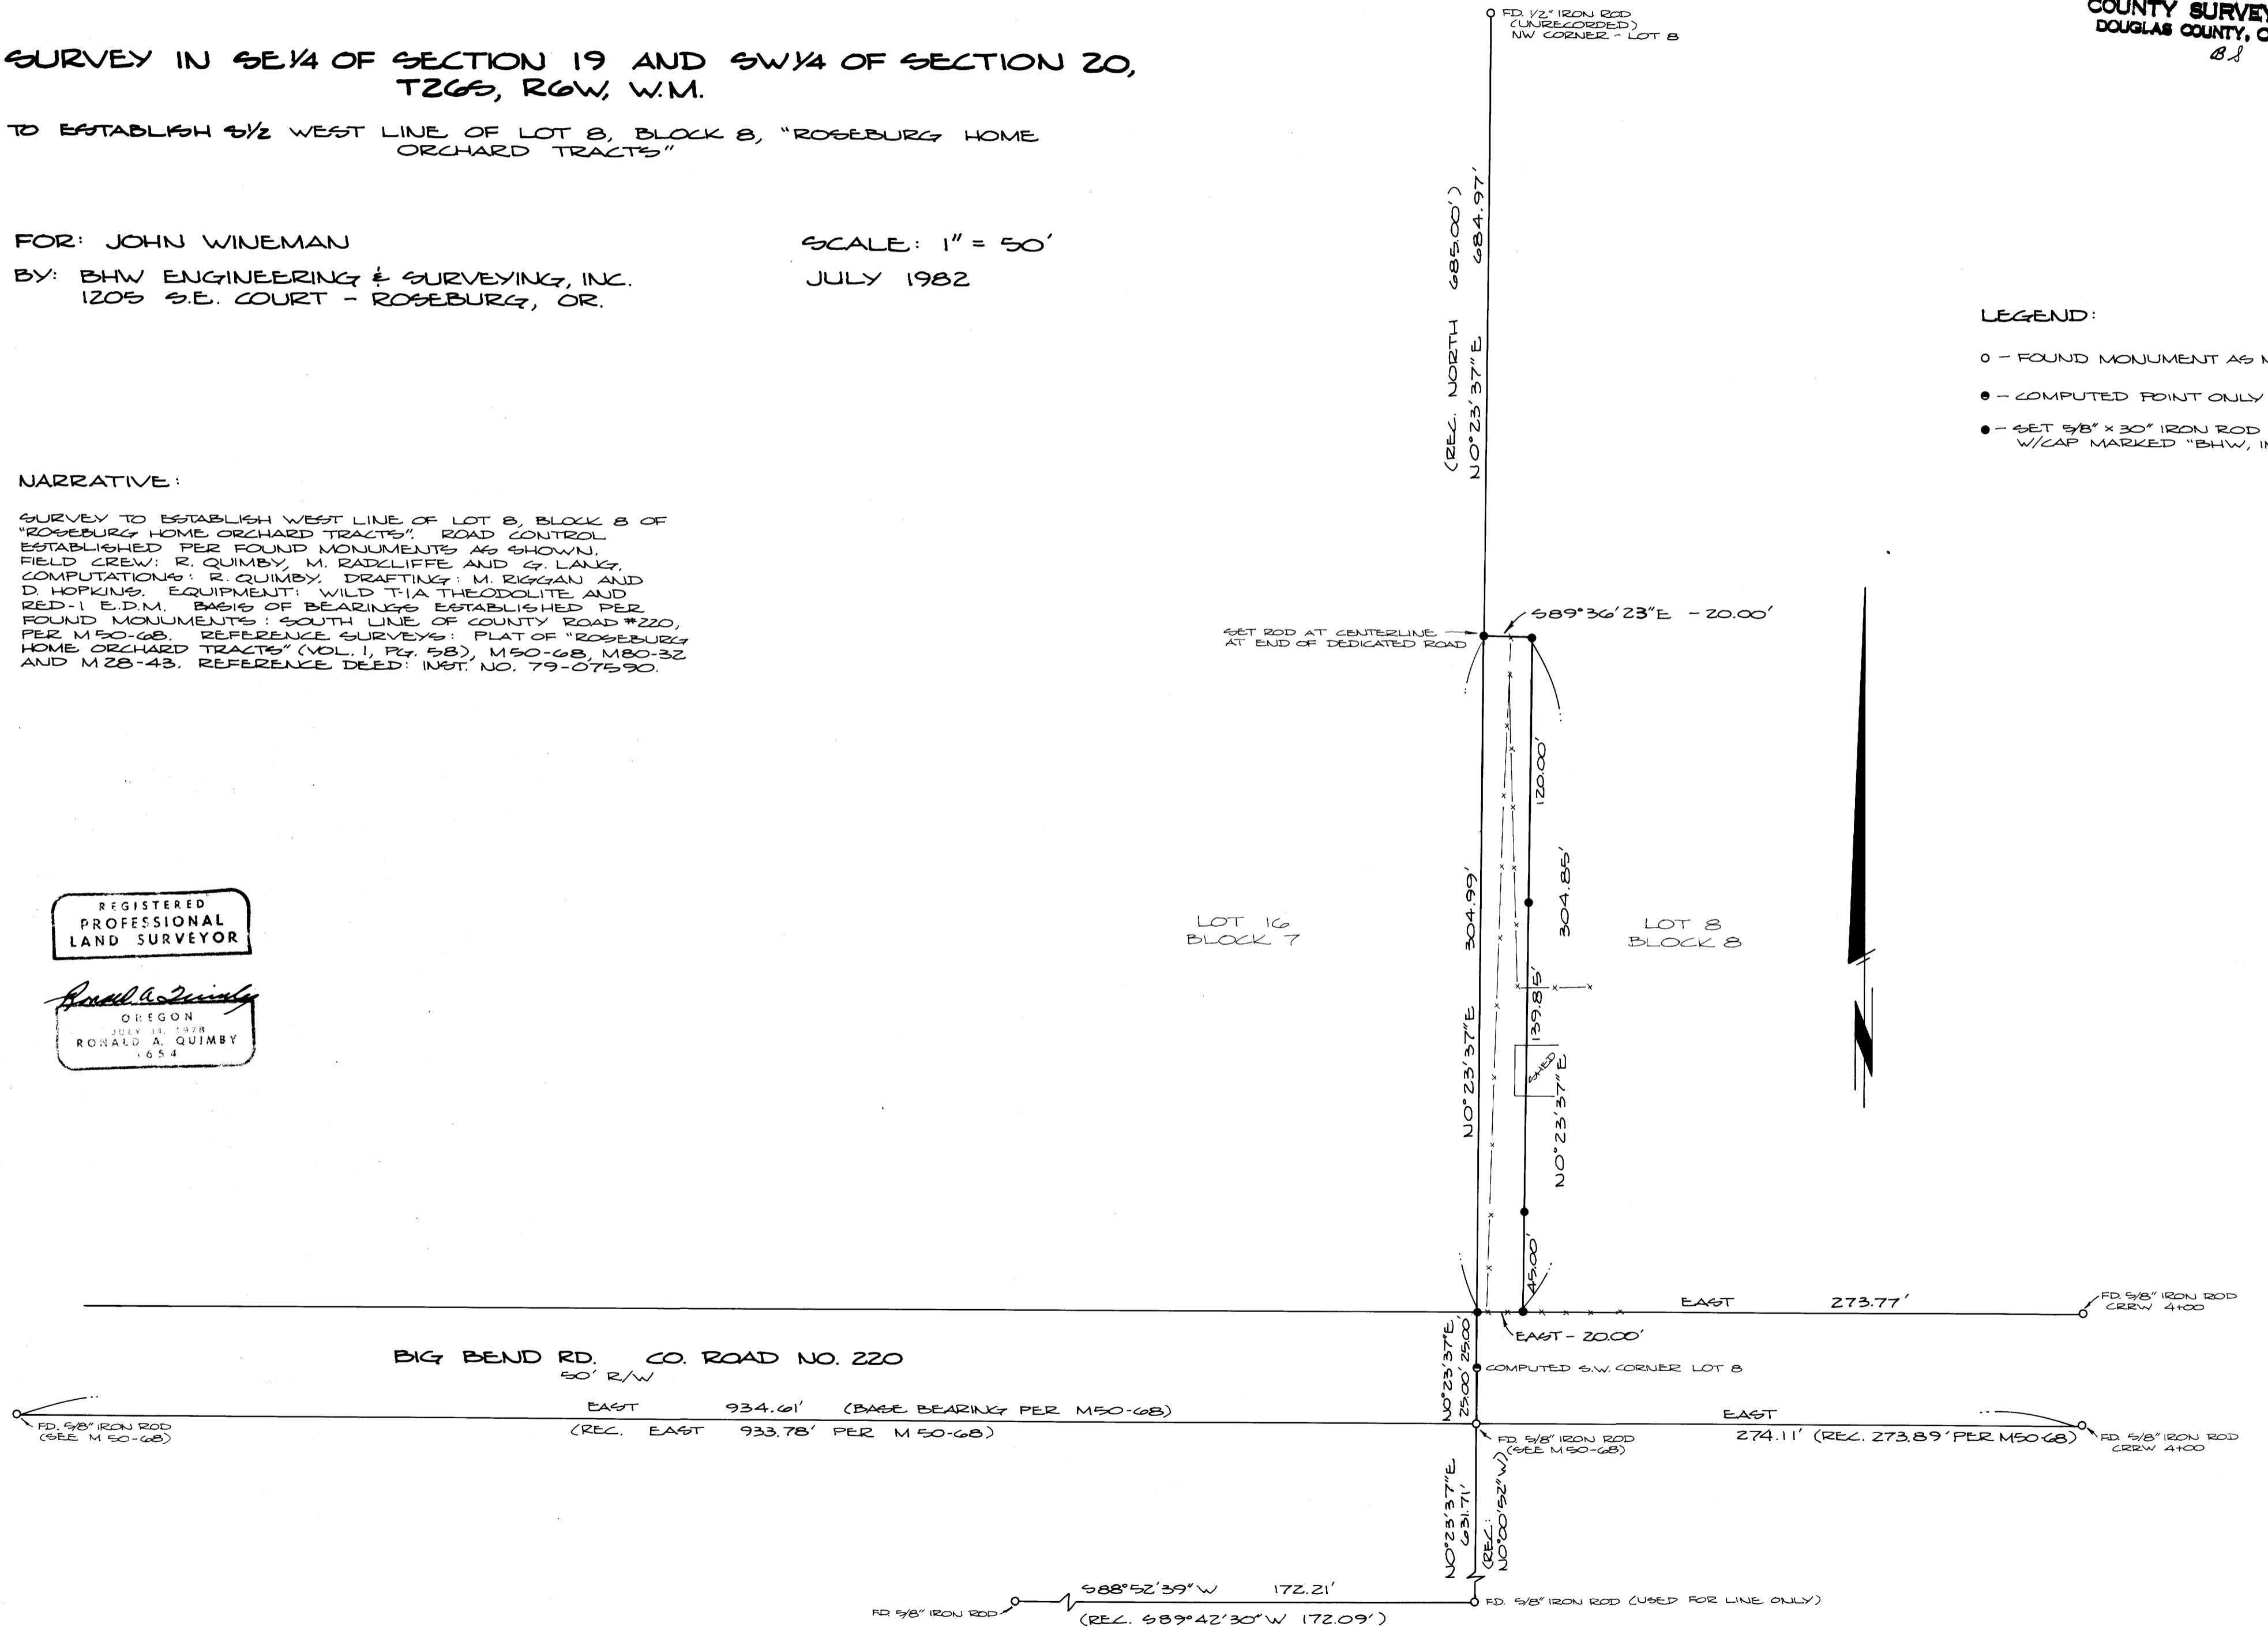 SURVEY IN SE1/4 OF SECTION 19 AND SW1/4 OF SECTION 20,
T26S, R6W, W.M.
TO ESTABLISH S1/2 WEST LINE OF LOT 8, BLOCK 8, "ROSEBURG HOME
ORCHARD TRACTS"
FOR: JOHN WINEMAN
BY: BHW ENGINEERING & SURVEYING, INC.
1205 S.E. COURT - ROSEBURG, OR.
SCALE: 1" = 50'
JULY 1982
NARRATIVE:
SURVEY TO ESTABLISH WEST LINE OF LOT 8, BLOCK 8 OF
"ROSEBURG HOME ORCHARD TRACTS". ROAD CONTROL
ESTABLISHED PER FOUND MONUMENTS AS SHOWN.
FIELD CREW: R. QUIMBY, M. RADCLIFFE AND G. LANG.
COMPUTATIONS: R. QUIMBY. DRAFTING: M. RIGGAN AND
D. HOPKINS. EQUIPMENT: WILD T-1A THEODOLITE AND
RED-1 E.D.M. BASIS OF BEARINGS ESTABLISHED PER
FOUND MONUMENTS: SOUTH LINE OF COUNTY ROAD #220,
PER M50-68. REFERENCE SURVEYS: PLAT OF "ROSEBURG
HOME ORCHARD TRACTS" (VOL. 1, PG. 58), M50-68, M80-32
AND M28-43. REFERENCE DEED: INST. NO. 79-07590.
REGISTERED
PROFESSIONAL
LAND SURVEYOR
Ronald A. Quimby
OREGON
JULY 14, 1978
RONALD A. QUIMBY
1654
COUNTY SURVEY
DOUGLAS COUNTY, O
BS
LEGEND:
O - FOUND MONUMENT AS N
- COMPUTED POINT ONLY
- SET 5/8" x 30" IRON ROD
W/CAP MARKED "BHW, IN
FD. 1/2" IRON ROD
(UNRECORDED)
NW CORNER - LOT 8
(REC. NORTH 685.00')
N0°23'37"E 684.97'
S89°36'23"E - 20.00'
SET ROD AT CENTERLINE
AT END OF DEDICATED ROAD
120.00'
304.85'
N0°23'37"E 304.99'
LOT 16
BLOCK 7
LOT 8
BLOCK 8
139.85'
SHED
N0°23'37"E
45.00'
EAST 273.77'
FD. 5/8" IRON ROD
CRRW 4+00
EAST - 20.00'
BIG BEND RD. CO. ROAD NO. 220
50' R/W
N0°23'37"E
25.00' 25.00'
COMPUTED S.W. CORNER LOT 8
FD. 5/8" IRON ROD
(SEE M50-68)
EAST 934.61' (BASE BEARING PER M50-68)
(REC. EAST 933.78' PER M50-68)
FD. 5/8" IRON ROD
(SEE M50-68)
EAST
274.11' (REC. 273.89' PER M50-68)
FD. 5/8" IRON ROD
CRRW 4+00
N0°23'37"E
631.71'
(REC.:
N0°00'52"W)
FD. 5/8" IRON ROD
S88°52'39"W 172.21'
(REC. S89°42'30"W 172.09')
FD. 5/8" IRON ROD (USED FOR LINE ONLY)